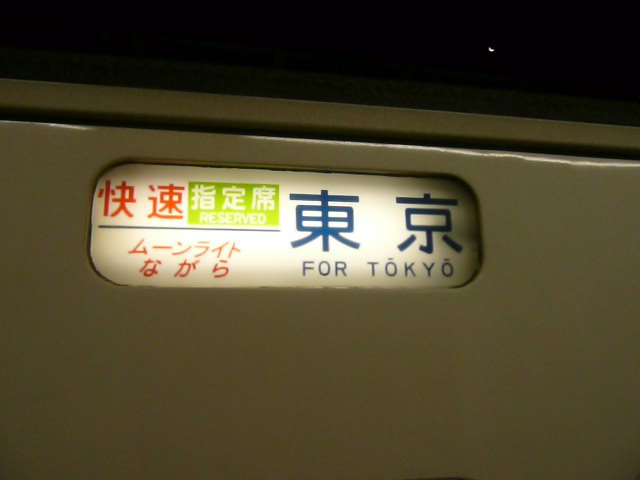 快速 指定席
RESERVED
ムーンライト
ながら
東京
FOR TŌKYŌ